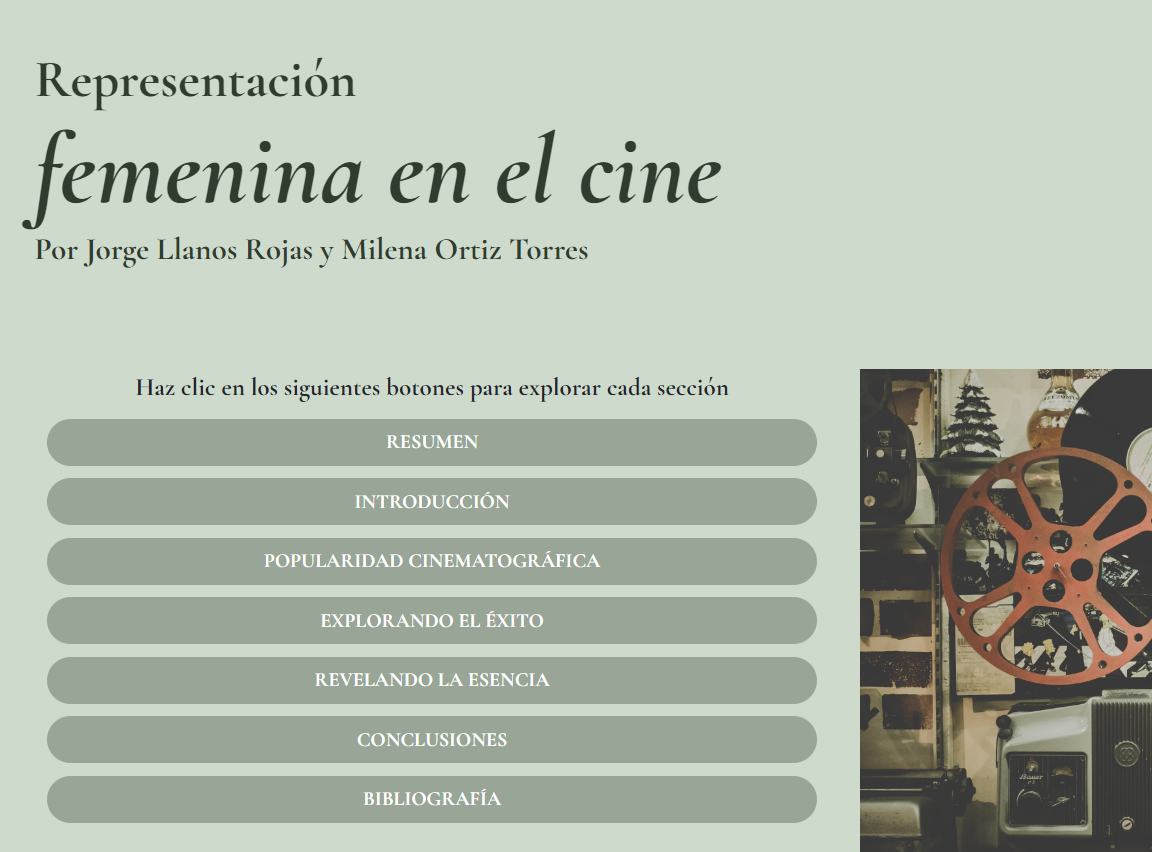 Representación
femenina en el cine
Por Jorge Llanos Rojas y Milena Ortiz Torres
Haz clic en los siguientes botones para explorar cada sección
RESUMEN
INTRODUCCIÓN
POPULARIDAD CINEMATOGRÁFICA
EXPLORANDO EL ÉXITO
REVELANDO LA ESENCIA
CONCLUSIONES
BIBLIOGRAFÍA
Bauer